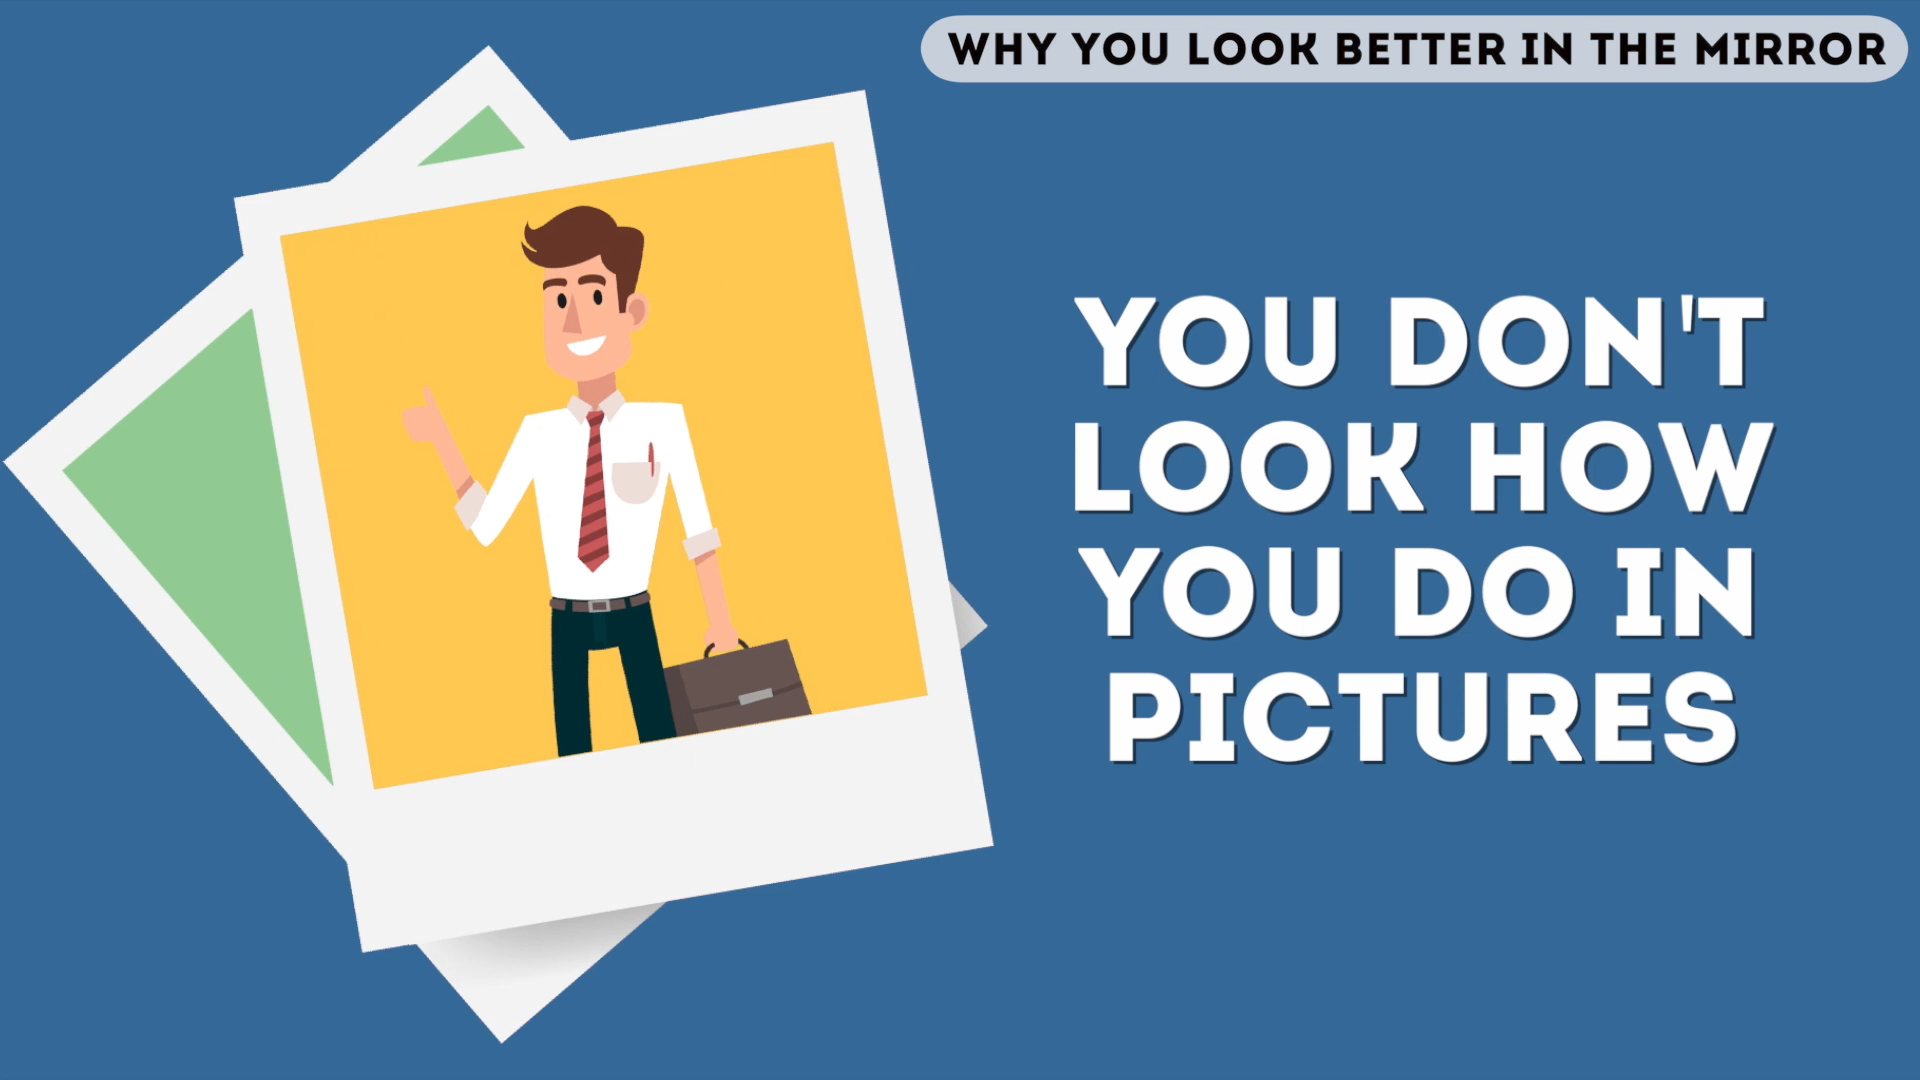 WHY YOU LOOK BETTER IN THE MIRROR
YOU DON'T
LOOK HOW
YOU DO IN
PICTURES